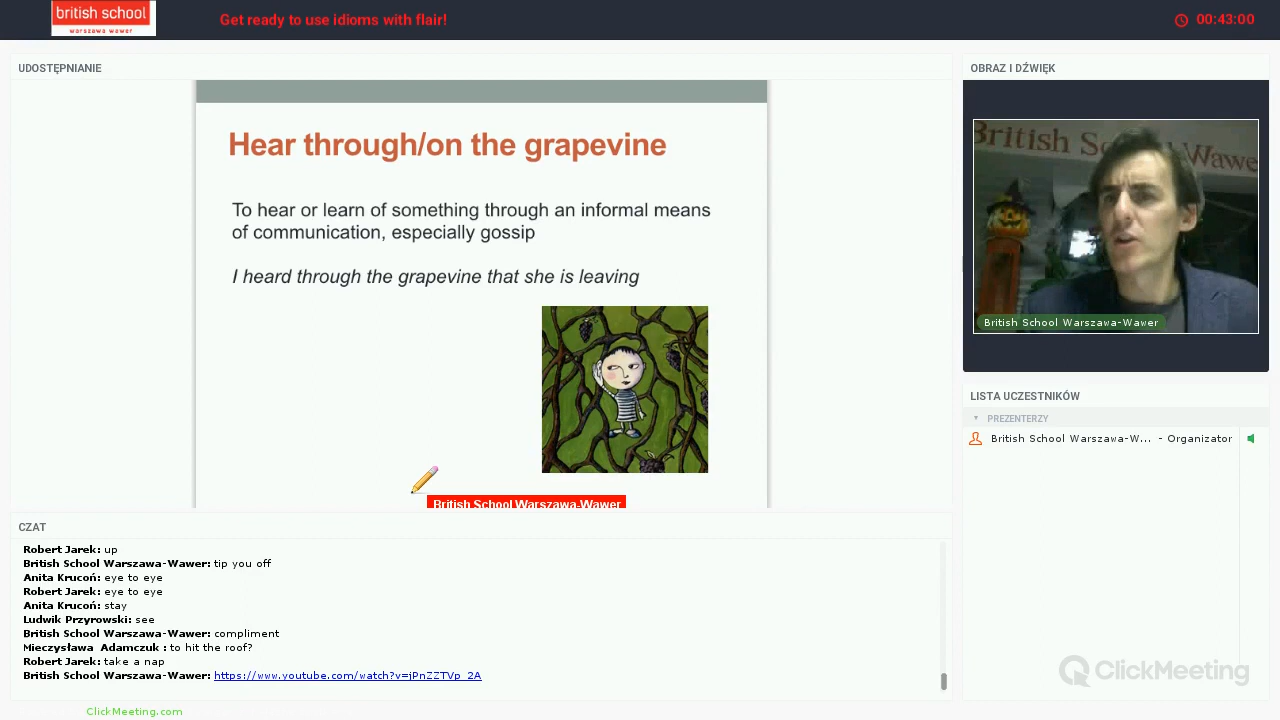 british school
warszawa wawer
Get ready to use idioms with flair!
00:43:00
UDOSTĘPNIANIE
Hear through/on the grapevine
To hear or learn of something through an informal means
of communication, especially gossip
I heard through the grapevine that she is leaving
British School Warszawa-Wawer
CZAT
Robert Jarek: up
British School Warszawa-Wawer: tip you off
Anita Krucoń: eye to eye
Robert Jarek: eye to eye
Anita Krucoń: stay
Ludwik Przyrowski: see
British School Warszawa-Wawer: compliment
Mieczysława Adamczuk : to hit the roof?
Robert Jarek: take a nap
British School Warszawa-Wawer: https://www.youtube.com/watch?v=jPnZZTVp_2A
ClickMeeting.com
OBRAZ I DŹWIĘK
British School Wawe
British School Warszawa-Wawer
LISTA UCZESTNIKÓW
PREZENTERZY
British School Warszawa-W... - Organizator
ClickMeeting